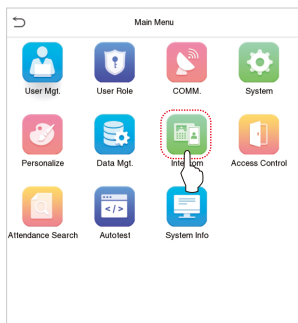 Main Menu
User Mgt.
User Role
COMM.
System
Personalize
Data Mgt.
Access Control
Attendance Search
Autotest
System Info